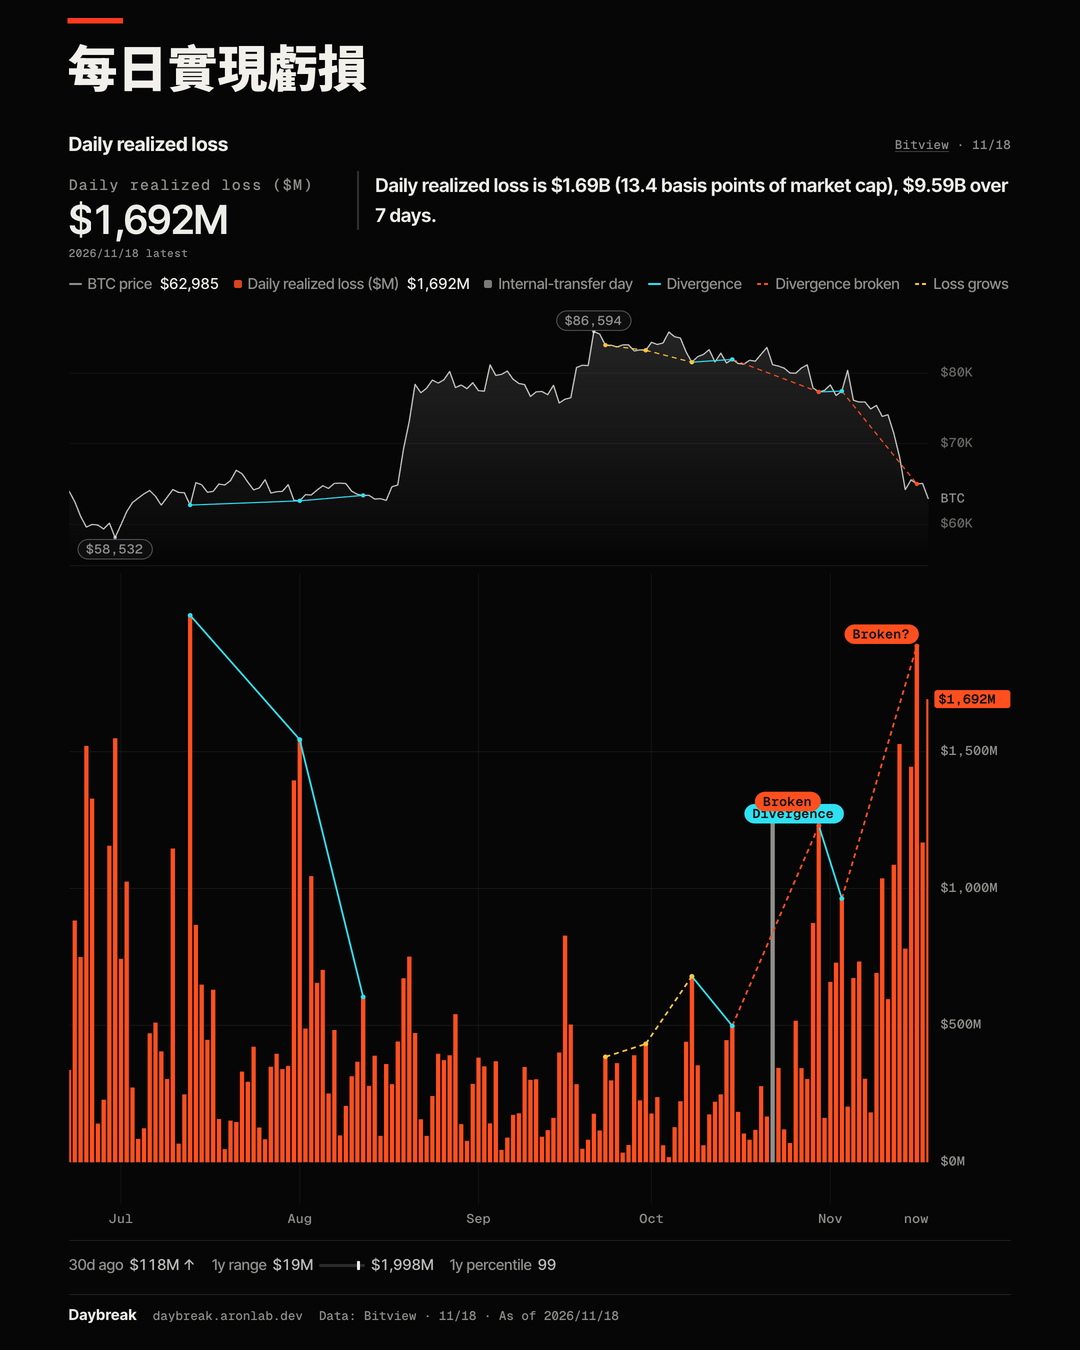 每日實現虧損
Daily realized loss
Bitview · 11/18
Daily realized loss ($M)
$1,692M
2026/11/18 latest
Daily realized loss is $1.69B (13.4 basis points of market cap), $9.59B over
7 days.
BTC price $62,985 Daily realized loss ($M) $1,692M Internal-transfer day Divergence Divergence broken Loss grows
$86,594
$80K
$70K
BTC
$60K
$58,532
Broken?
$1,692M
$1,500M
Broken
Divergence
$1,000M
$500M
$0M
Jul Aug Sep Oct Nov now
30d ago $118M ↑ 1y range $19M $1,998M 1y percentile 99
Daybreak daybreak.aronlab.dev Data: Bitview · 11/18 · As of 2026/11/18